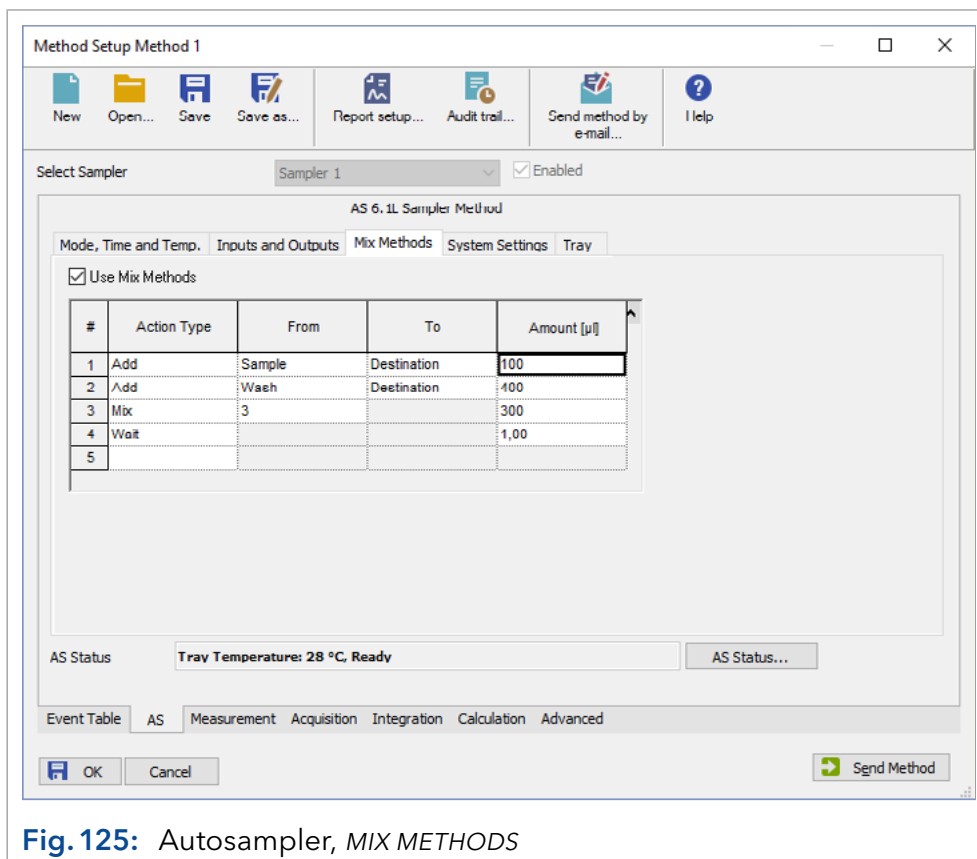 Method Setup Method 1
New Open... Save Save as... Report setup... Audit trail... Send method by e-mail... Help
Select Sampler Sampler 1 Enabled
AS 6.1L Sampler Method
Mode, Time and Temp. Inputs and Outputs Mix Methods System Settings Tray
Use Mix Methods
# Action Type From To Amount [µl]
1 Add Sample Destination 100
2 Add Wash Destination 400
3 Mix 3 300
4 Wait 1,00
5
AS Status Tray Temperature: 28 °C, Ready AS Status...
Event Table AS Measurement Acquisition Integration Calculation Advanced
OK Cancel Send Method
Fig. 125: Autosampler, MIX METHODS